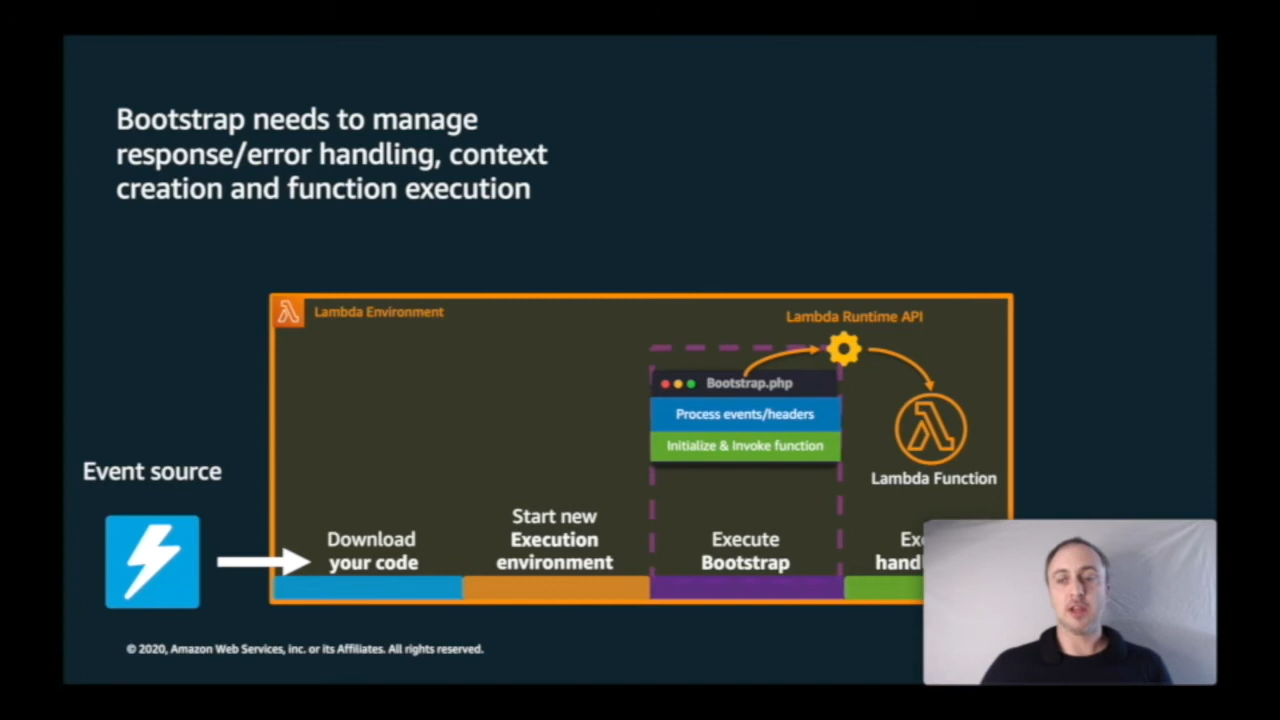 Bootstrap needs to manage
response/error handling, context
creation and function execution
Lambda Environment
Lambda Runtime API
Bootstrap.php
Process events/headers
Initialize & Invoke function
Lambda Function
Event source
Download
your code
Start new
Execution
environment
Execute
Bootstrap
© 2020, Amazon Web Services, inc. or its Affiliates. All rights reserved.